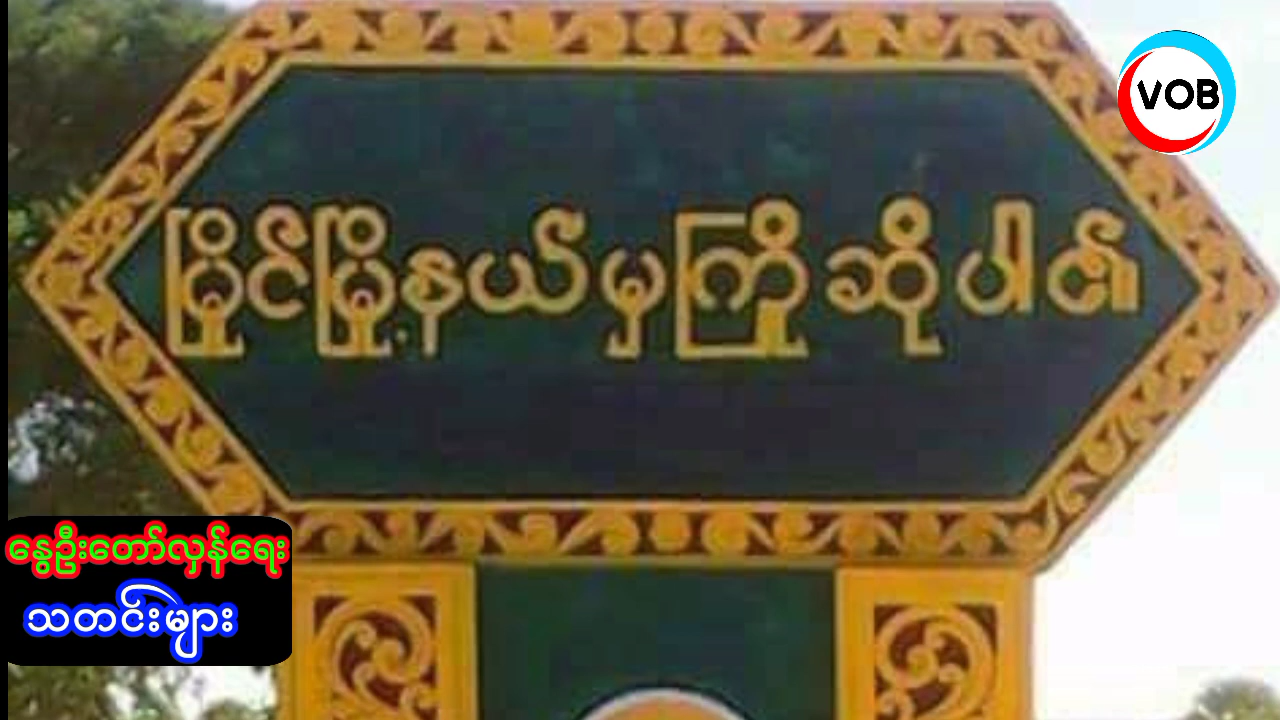 VOB
မြိုင်မြို့နယ်မှကြိုဆိုပါ၏
နွေဦးတော်လှန်ရေး
သတင်းများ